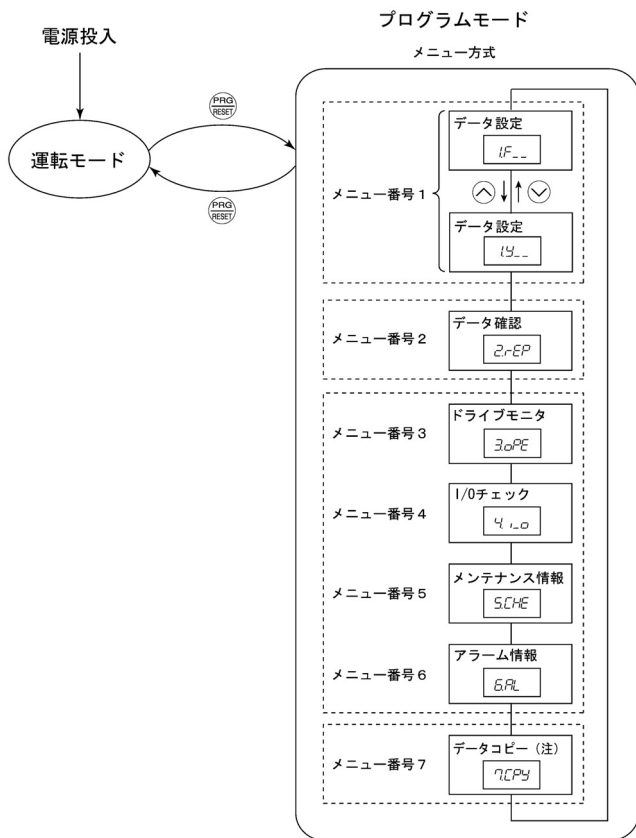 プログラムモード
電源投入
メニュー方式
PRG
RESET
運転モード
PRG
RESET
メニュー番号1
データ設定
1.F__
データ設定
1.y__
メニュー番号2
データ確認
2.rEP
メニュー番号3
ドライブモニタ
3.oPE
メニュー番号4
I/Oチェック
4.i_o
メニュー番号5
メンテナンス情報
5.CHE
メニュー番号6
アラーム情報
6.AL
メニュー番号7
データコピー（注）
7.CPY